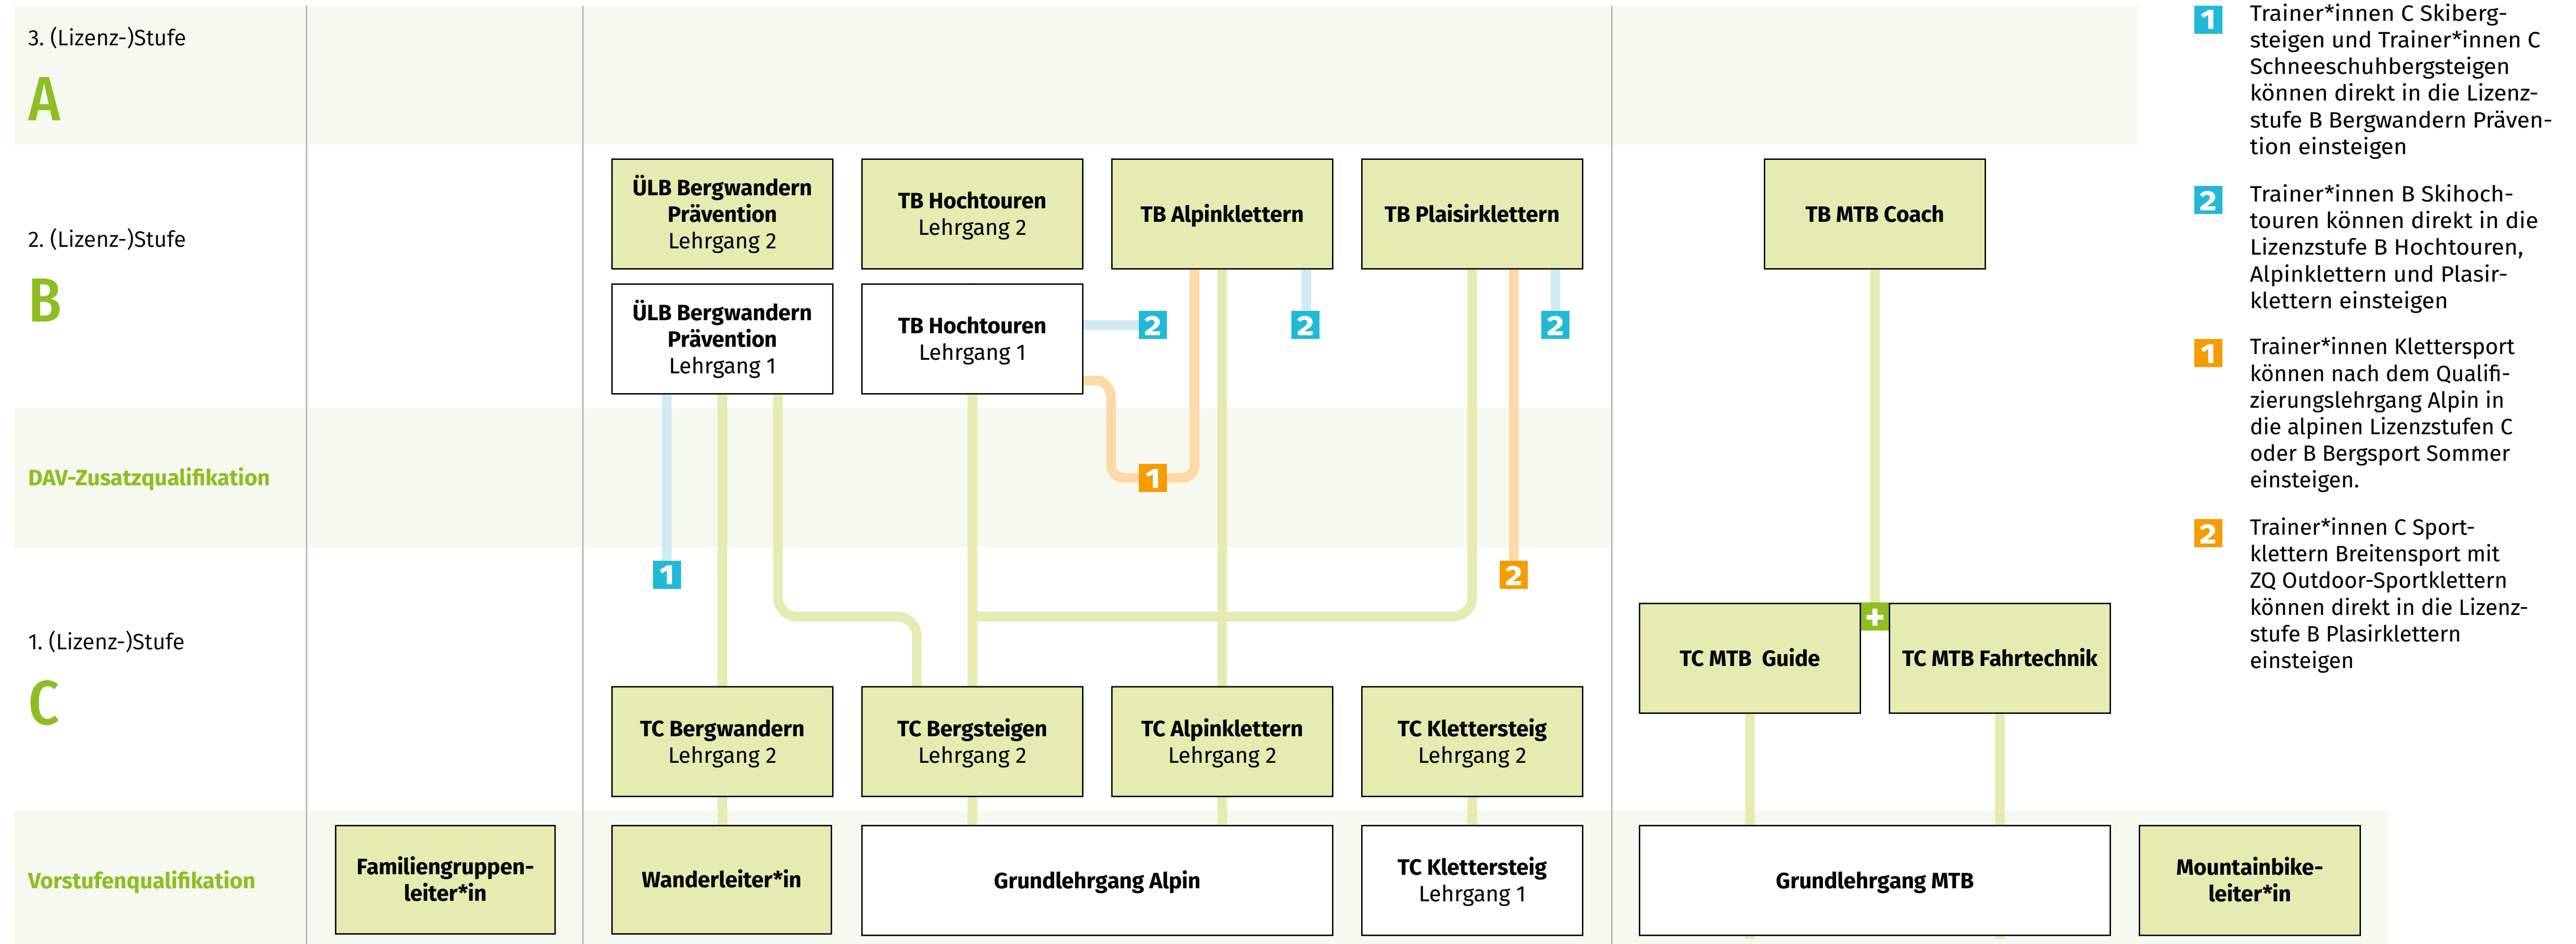 3. (Lizenz-)Stufe
A
2. (Lizenz-)Stufe
B
DAV-Zusatzqualifikation
1. (Lizenz-)Stufe
C
Vorstufenqualifikation
Familiengruppen-
leiter*in
ÜLB Bergwandern
Prävention
Lehrgang 2
TB Hochtouren
Lehrgang 2
TB Alpinklettern
TB Plaisirklettern
TB MTB Coach
ÜLB Bergwandern
Prävention
Lehrgang 1
TB Hochtouren
Lehrgang 1
2
2
2
1
1
2
+
TC MTB Guide
TC MTB Fahrtechnik
TC Bergwandern
Lehrgang 2
TC Bergsteigen
Lehrgang 2
TC Alpinklettern
Lehrgang 2
TC Klettersteig
Lehrgang 2
Wanderleiter*in
Grundlehrgang Alpin
TC Klettersteig
Lehrgang 1
Grundlehrgang MTB
Mountainbike-
leiter*in
1
Trainer*innen C Skiberg-
steigen und Trainer*innen C
Schneeschuhbergsteigen
können direkt in die Lizenz-
stufe B Bergwandern Präven-
tion einsteigen
2
Trainer*innen B Skihoch-
touren können direkt in die
Lizenzstufe B Hochtouren,
Alpinklettern und Plasir-
klettern einsteigen
1
Trainer*innen Klettersport
können nach dem Qualifi-
zierungslehrgang Alpin in
die alpinen Lizenzstufen C
oder B Bergsport Sommer
einsteigen.
2
Trainer*innen C Sport-
klettern Breitensport mit
ZQ Outdoor-Sportklettern
können direkt in die Lizenz-
stufe B Plasirklettern
einsteigen